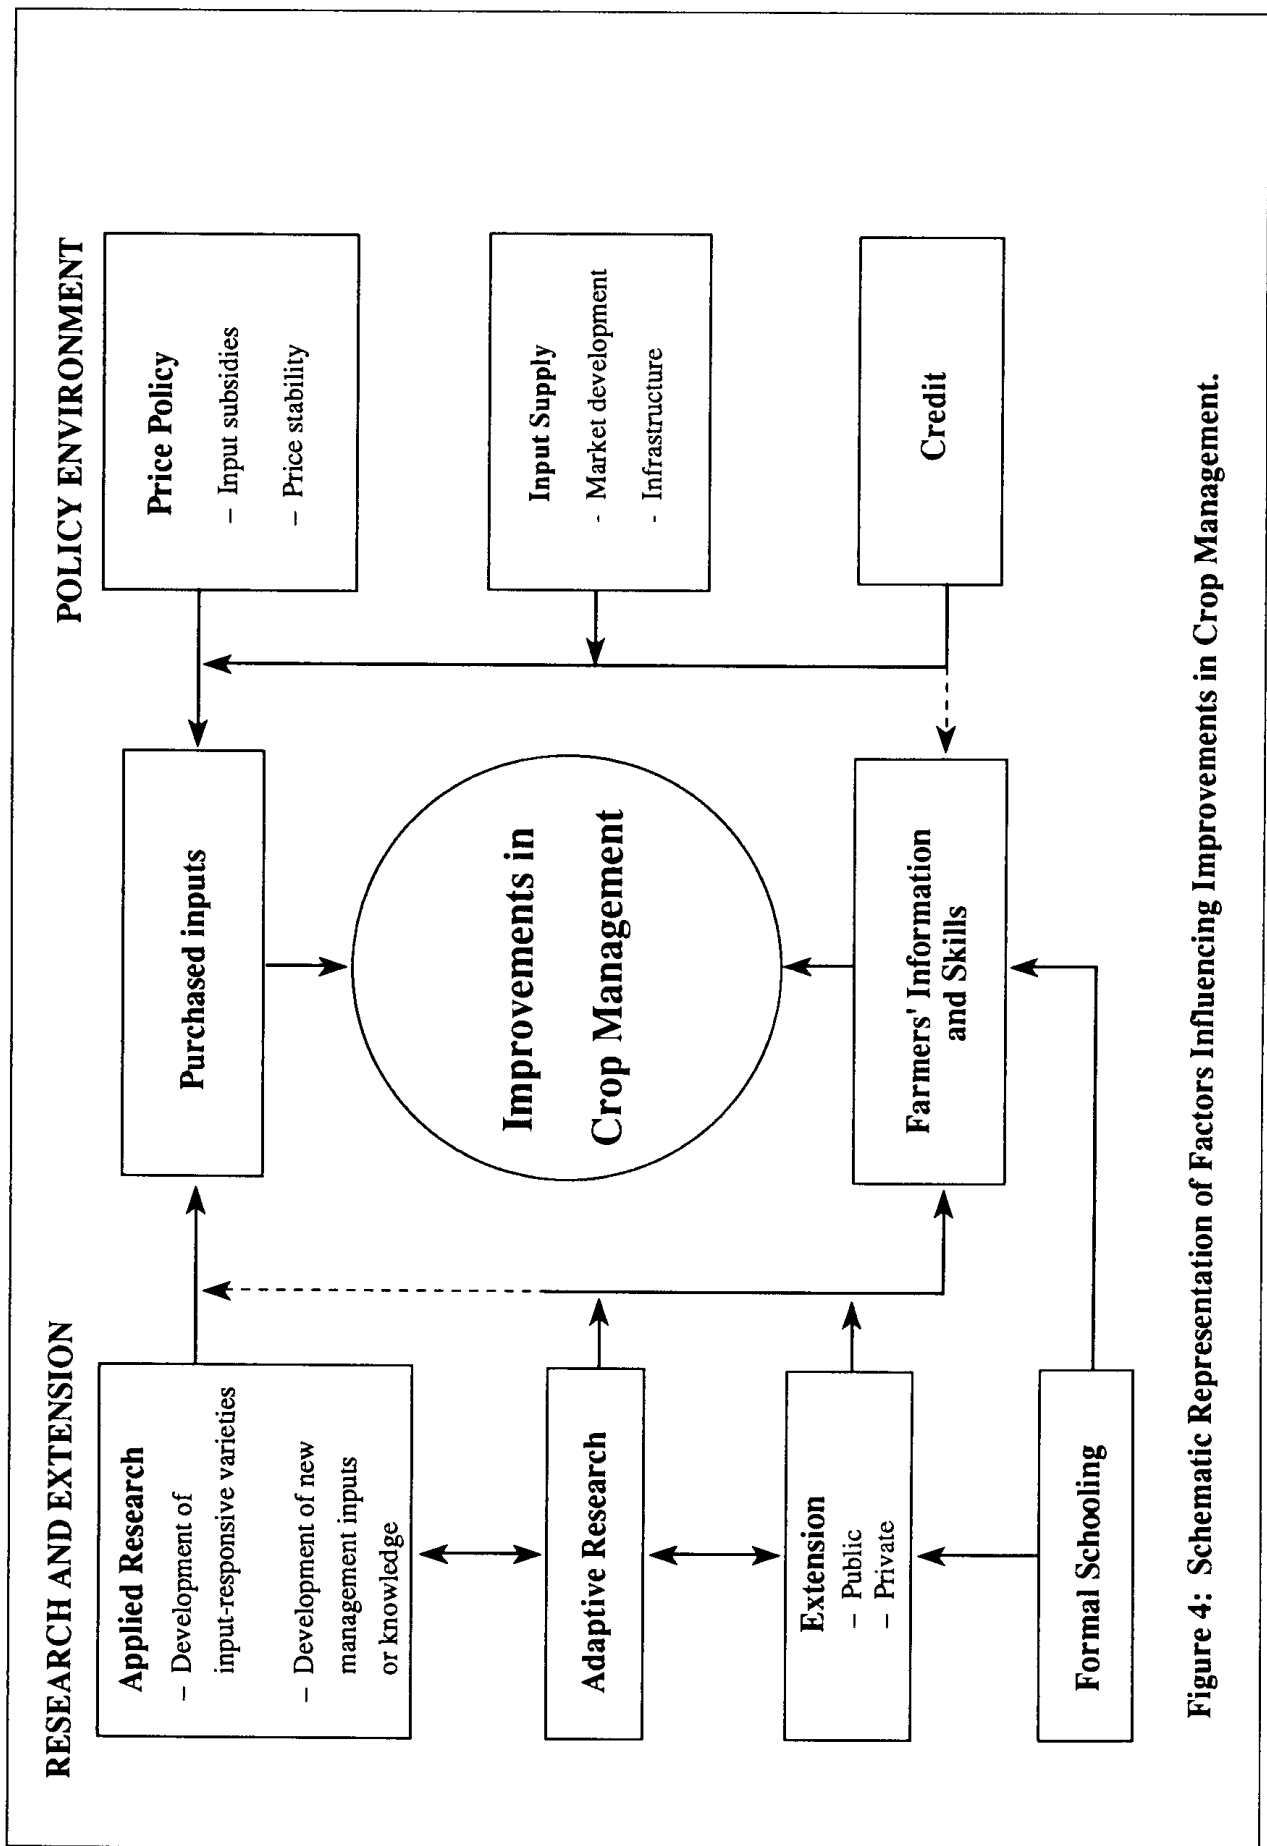 RESEARCH AND EXTENSION
Applied Research
– Development of
input-responsive varieties
– Development of new
management inputs
or knowledge
Adaptive Research
Extension
– Public
– Private
Formal Schooling
Purchased inputs
Improvements in
Crop Management
Farmers' Information
and Skills
POLICY ENVIRONMENT
Price Policy
– Input subsidies
– Price stability
Input Supply
- Market development
- Infrastructure
Credit
Figure 4: Schematic Representation of Factors Influencing Improvements in Crop Management.